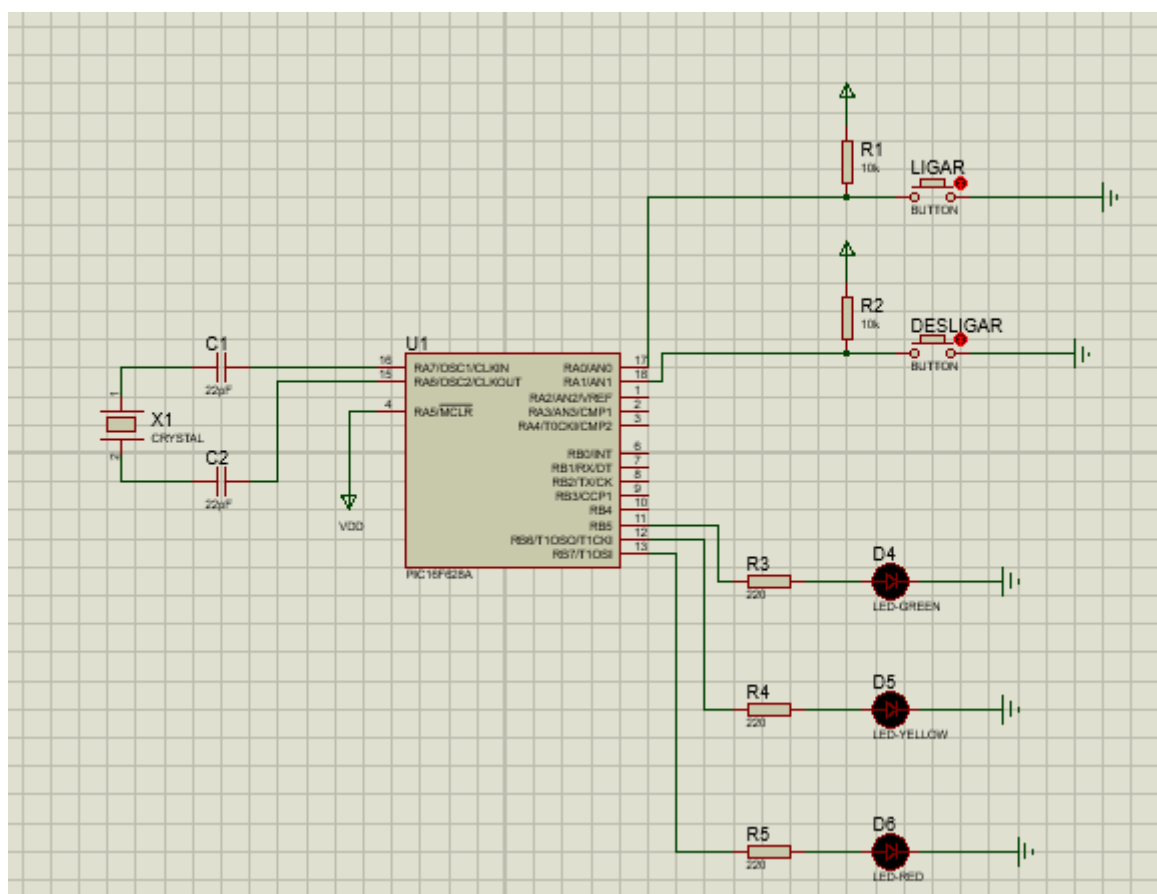 R1
10k
LIGAR
BUTTON
R2
10k
DESLIGAR
BUTTON
C1
22pF
X1
CRYSTAL
1
2
C2
22pF
VDD
U1
16 RA7/OSC1/CLKIN
15 RA6/OSC2/CLKOUT
4 RA5/MCLR
RA0/AN0 17
RA1/AN1 18
RA2/AN2/VREF 1
RA3/AN3/CMP1 2
RA4/T0CKI/CMP2 3
RB0/INT 6
RB1/RX/DT 7
RB2/TX/CK 8
RB3/CCP1 9
RB4 10
RB5 11
RB6/T1OSO/T1CKI 12
RB7/T1OSI 13
PIC16F628A
R3
220
D4
LED-GREEN
R4
220
D5
LED-YELLOW
R5
220
D6
LED-RED